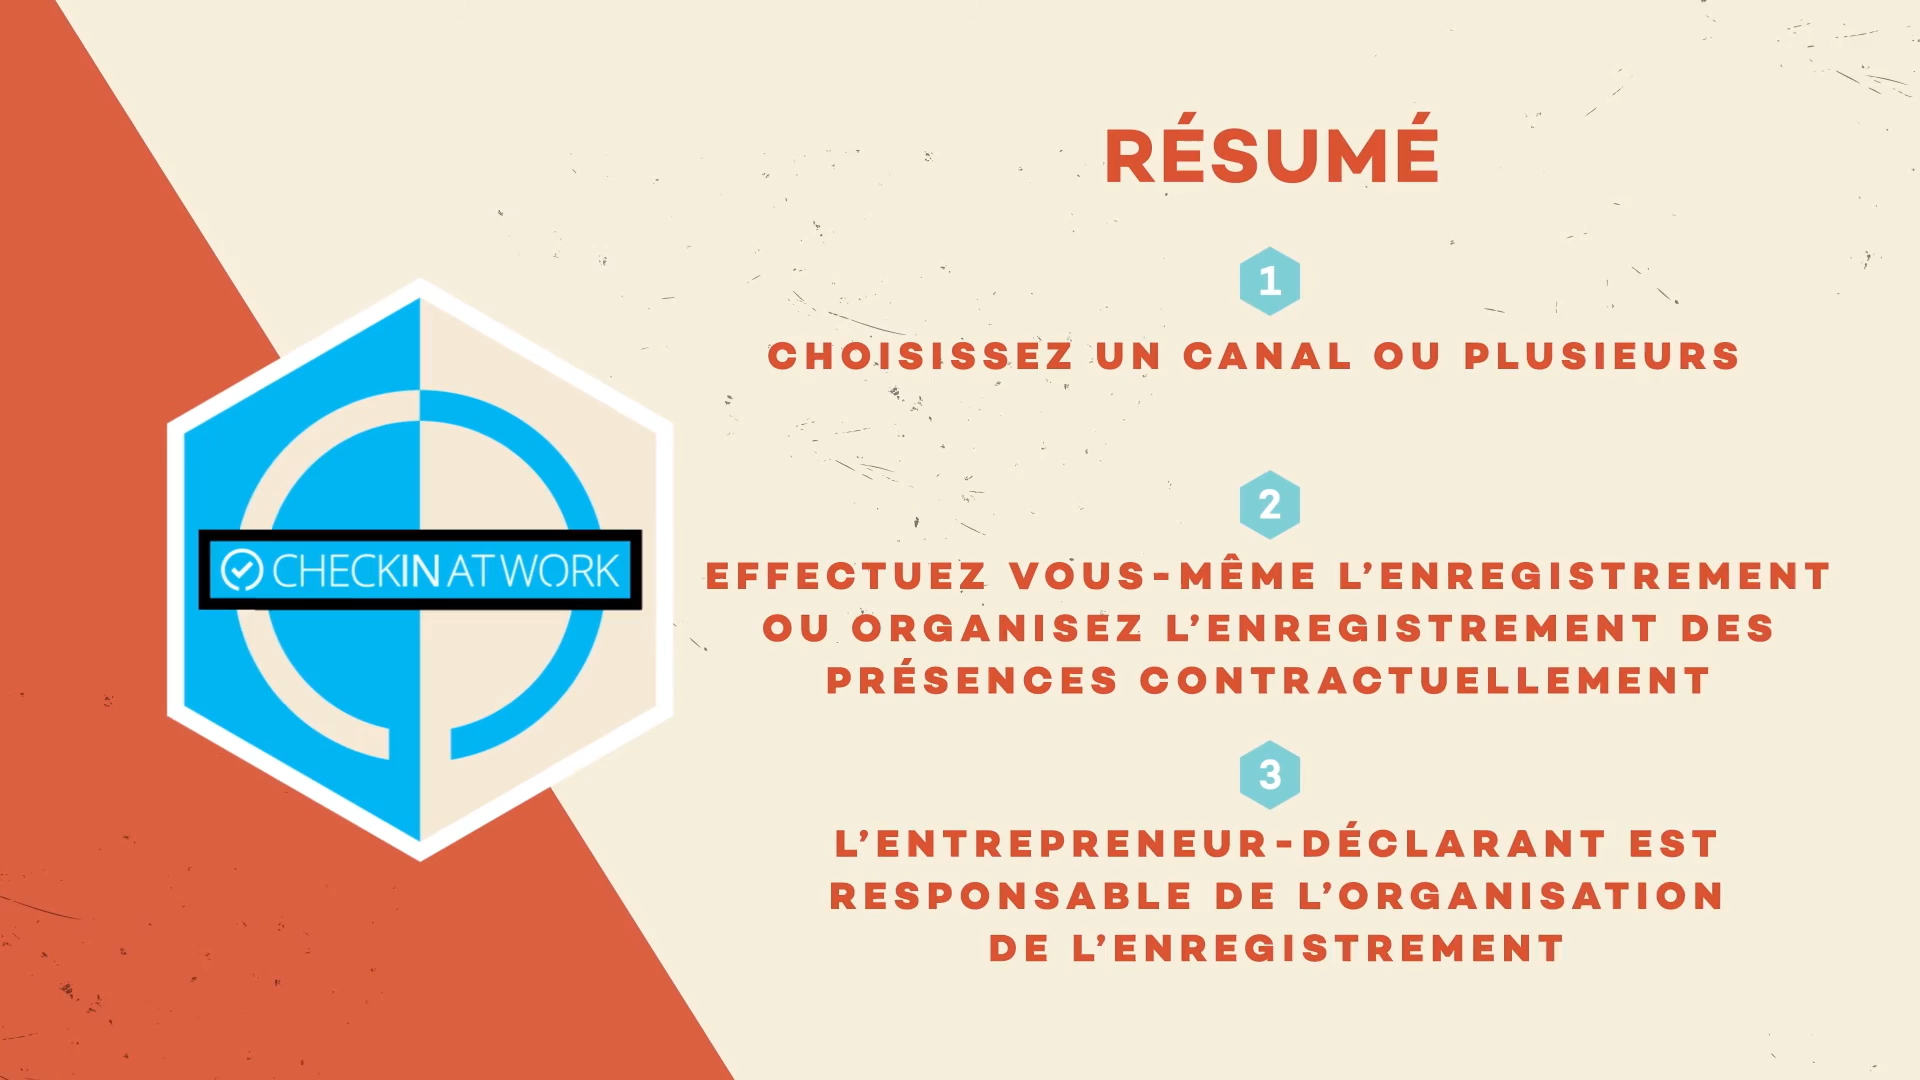 RÉSUMÉ
1
CHOISISSEZ UN CANAL OU PLUSIEURS
2
EFFECTUEZ VOUS-MÊME L’ENREGISTREMENT
OU ORGANISEZ L’ENREGISTREMENT DES
PRÉSENCES CONTRACTUELLEMENT
3
L’ENTREPRENEUR-DÉCLARANT EST
RESPONSABLE DE L’ORGANISATION
DE L’ENREGISTREMENT
CHECKIN AT WORK